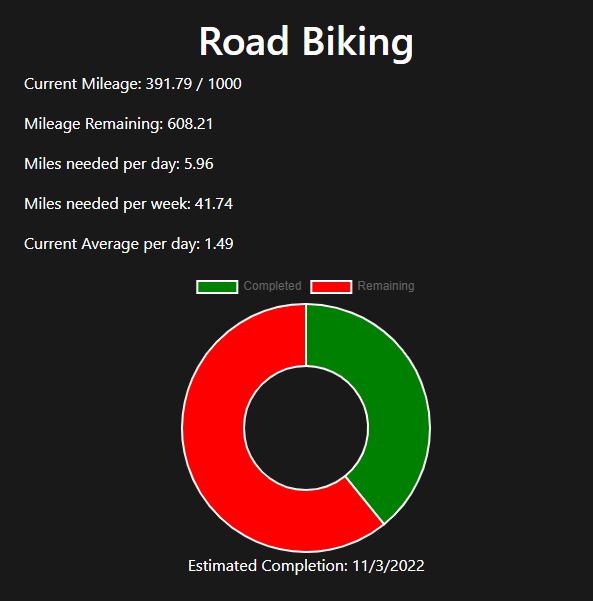 Road Biking
Current Mileage: 391.79 / 1000
Mileage Remaining: 608.21
Miles needed per day: 5.96
Miles needed per week: 41.74
Current Average per day: 1.49
Completed Remaining
Estimated Completion: 11/3/2022